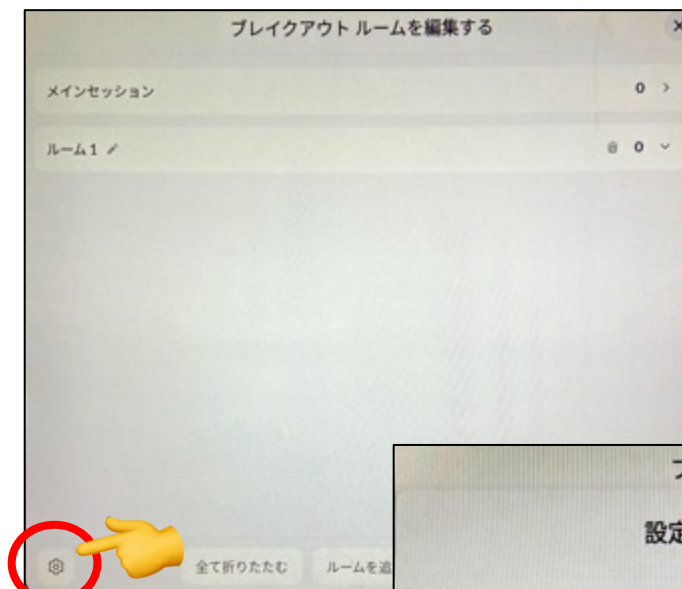 ブレイクアウト ルームを編集する
メインセッション 0
ルーム1 0
全て折りたたむ ルームを追
設定